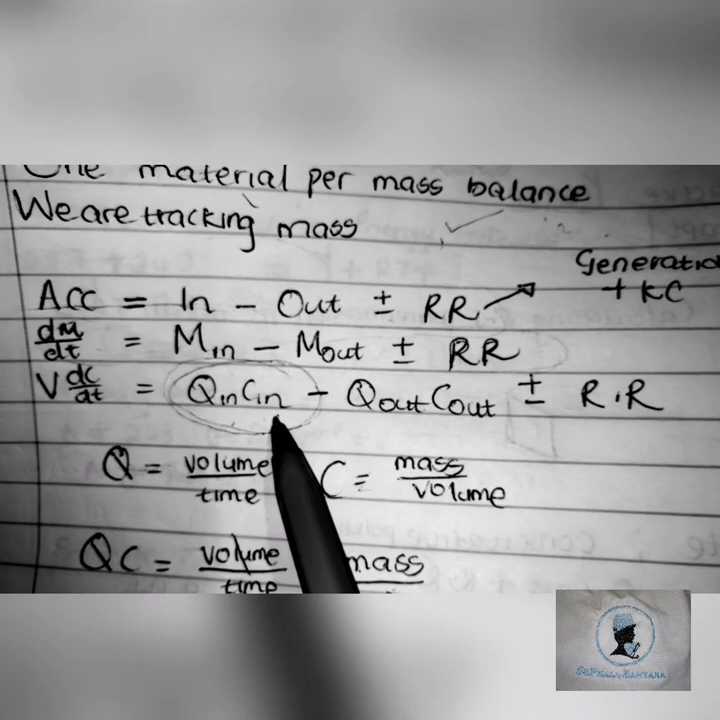 One material per mass balance
We are tracking mass
Generatio
Acc = In - Out ± RR + KC
dM/dt = Min - Mout ± RR
V dc/dt = QinCin - QoutCout ± R.R
Q = volume/time C = mass/volume
QC = volume/time mass